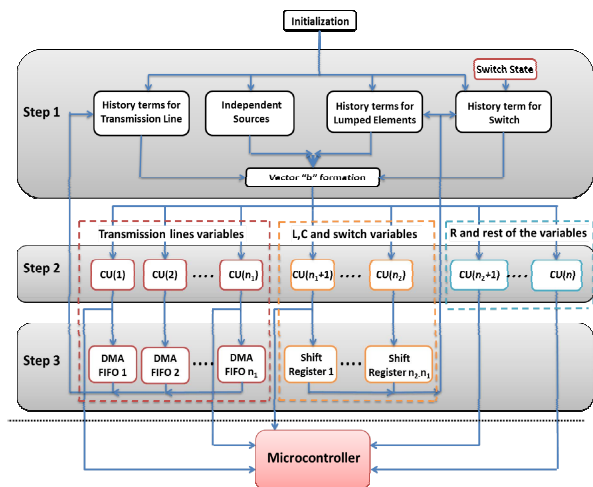 Initialization
Switch State
Step 1
History terms for
Transmission Line
Independent
Sources
History terms for
Lumped Elements
History term for
Switch
Vector "b" formation
Transmission lines variables
L,C and switch variables
R and rest of the variables
Step 2
CU(1)
CU(2)
....
CU(n₁)
CU(n₁+1)
....
CU(n₂)
CU(n₂+1)
....
CU(n)
Step 3
DMA
FIFO 1
DMA
FIFO 2
....
DMA
FIFO n₁
Shift
Register 1
....
Shift
Register n₂-n₁
Microcontroller